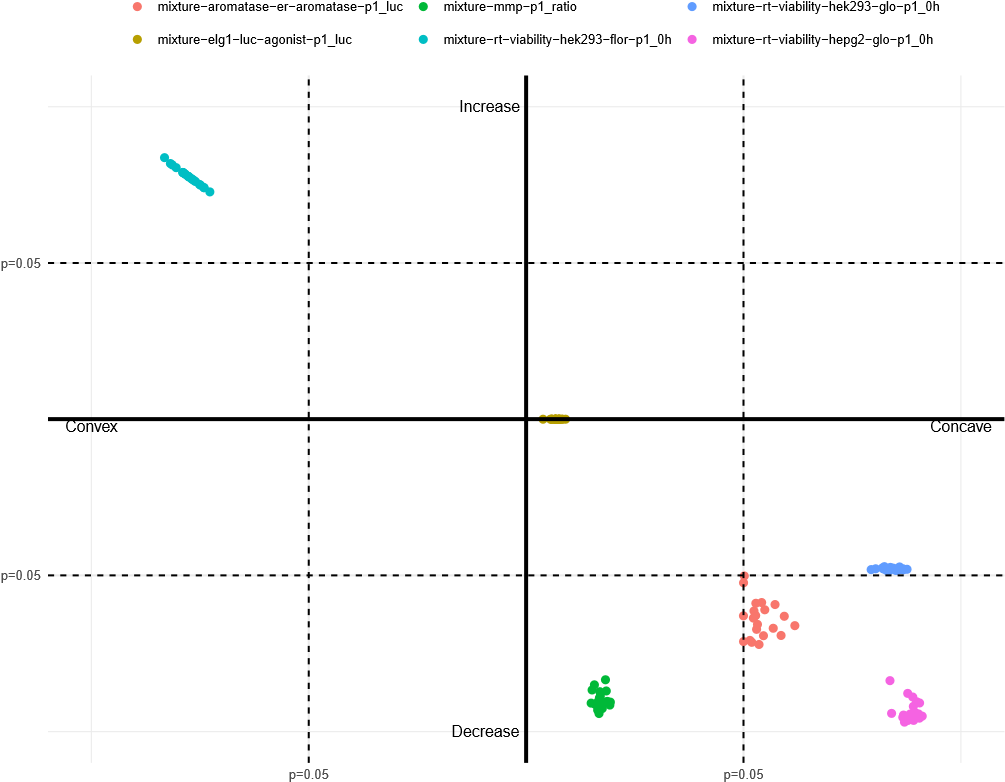 mixture-aromatase-er-aromatase-p1_luc mixture-mmp-p1_ratio mixture-rt-viability-hek293-glo-p1_0h
mixture-elg1-luc-agonist-p1_luc mixture-rt-viability-hek293-flor-p1_0h mixture-rt-viability-hepg2-glo-p1_0h
Increase
p=0.05
Convex Concave
p=0.05
Decrease
p=0.05 p=0.05